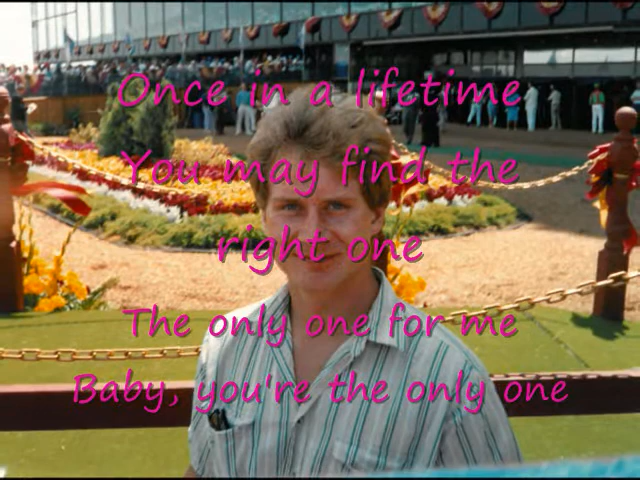 Once in a lifetime
You may find the
right one
The only one for me
Baby, you're the only one